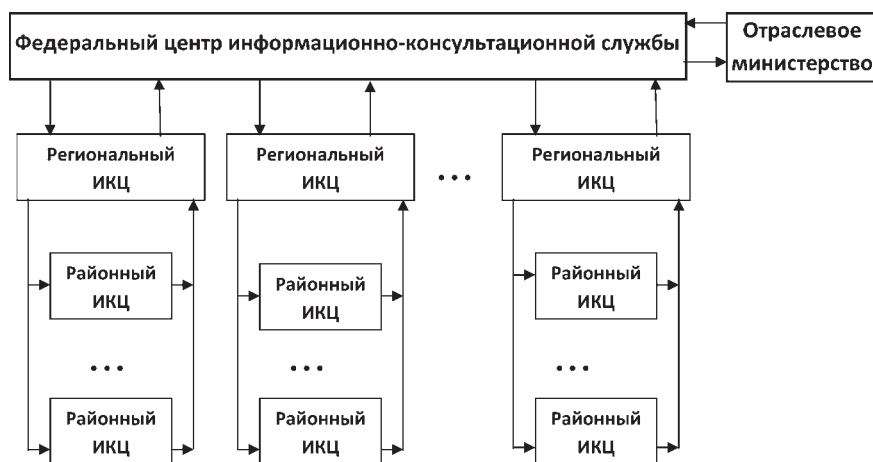 Федеральный центр информационно-консультационной службы
Отраслевое
министерство
Региональный
ИКЦ
Региональный
ИКЦ
...
Региональный
ИКЦ
Районный
ИКЦ
Районный
ИКЦ
Районный
ИКЦ
...
...
...
Районный
ИКЦ
Районный
ИКЦ
Районный
ИКЦ